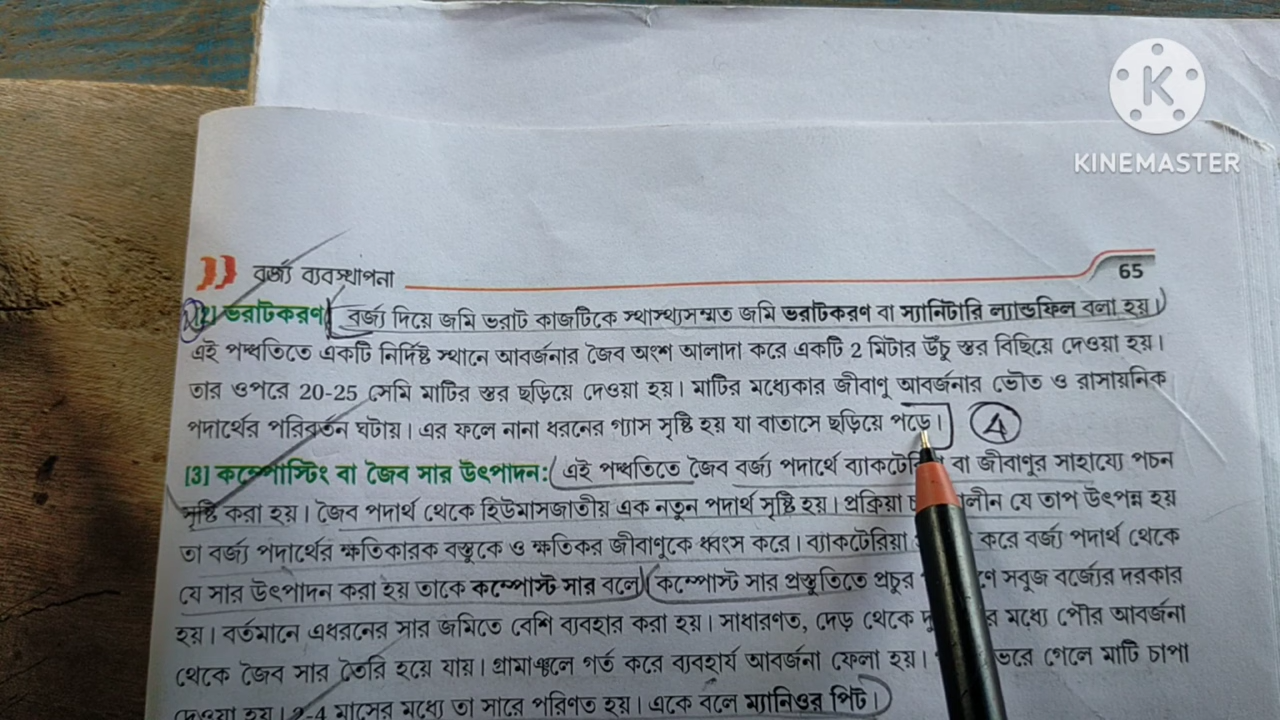 KINEMASTER
বর্জ্য ব্যবস্থাপনা
65
[2] ভরাটকরণ বর্জ্য দিয়ে জমি ভরাট কাজটিকে স্বাস্থ্যসম্মত জমি ভরাটকরণ বা স্যানিটারি ল্যান্ডফিল বলা হয়।
এই পদ্ধতিতে একটি নির্দিষ্ট স্থানে আবর্জনার জৈব অংশ আলাদা করে একটি 2 মিটার উঁচু স্তর বিছিয়ে দেওয়া হয়।
তার ওপরে 20-25 সেমি মাটির স্তর ছড়িয়ে দেওয়া হয়। মাটির মধ্যেকার জীবাণু আবর্জনার ভৌত ও রাসায়নিক
পদার্থের পরিবর্তন ঘটায়। এর ফলে নানা ধরনের গ্যাস সৃষ্টি হয় যা বাতাসে ছড়িয়ে পড়ে। 4
[3] কম্পোস্টিং বা জৈব সার উৎপাদন: এই পদ্ধতিতে জৈব বর্জ্য পদার্থে বা জীবাণুর সাহায্যে পচন
সৃষ্টি করা হয়। জৈব পদার্থ থেকে হিউমাসজাতীয় এক নতুন পদার্থ সৃষ্টি হয়। প্রক্রিয়া যে তাপ উৎপন্ন হয়
তা বর্জ্য পদার্থের ক্ষতিকারক বস্তুকে ও ক্ষতিকর জীবাণুকে ধ্বংস করে। ব্যাকটেরিয়া করে বর্জ্য পদার্থ থেকে
যে সার উৎপাদন করা হয় তাকে কম্পোস্ট সার বলে কম্পোস্ট সার প্রস্তুতিতে প্রচুর সবুজ বর্জ্যের দরকার
হয়। বর্তমানে এধরনের সার জমিতে বেশি ব্যবহার করা হয়। সাধারণত, দেড় থেকে মধ্যে পৌর আবর্জনা
থেকে জৈব সার তৈরি হয়ে যায়। গ্রামাঞ্চলে গর্ত করে ব্যবহার্য আবর্জনা ফেলা হয়। ভরে গেলে মাটি চাপা
দেওয়া হয়। 2-4 মাসের মধ্যে তা সারে পরিণত হয়। একে বলে ম্যানিওর পিট।